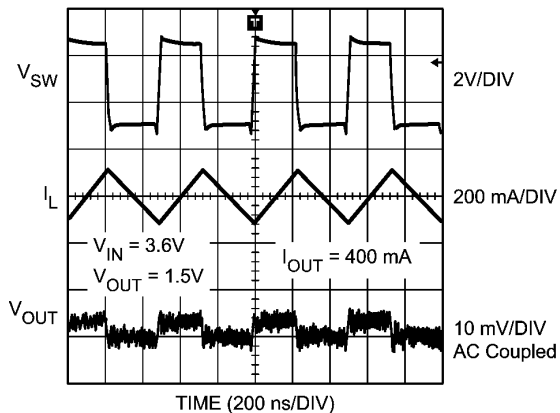 T
V_SW
2V/DIV
I_L
200 mA/DIV
V_IN = 3.6V
V_OUT = 1.5V
I_OUT = 400 mA
V_OUT
10 mV/DIV
AC Coupled
TIME (200 ns/DIV)